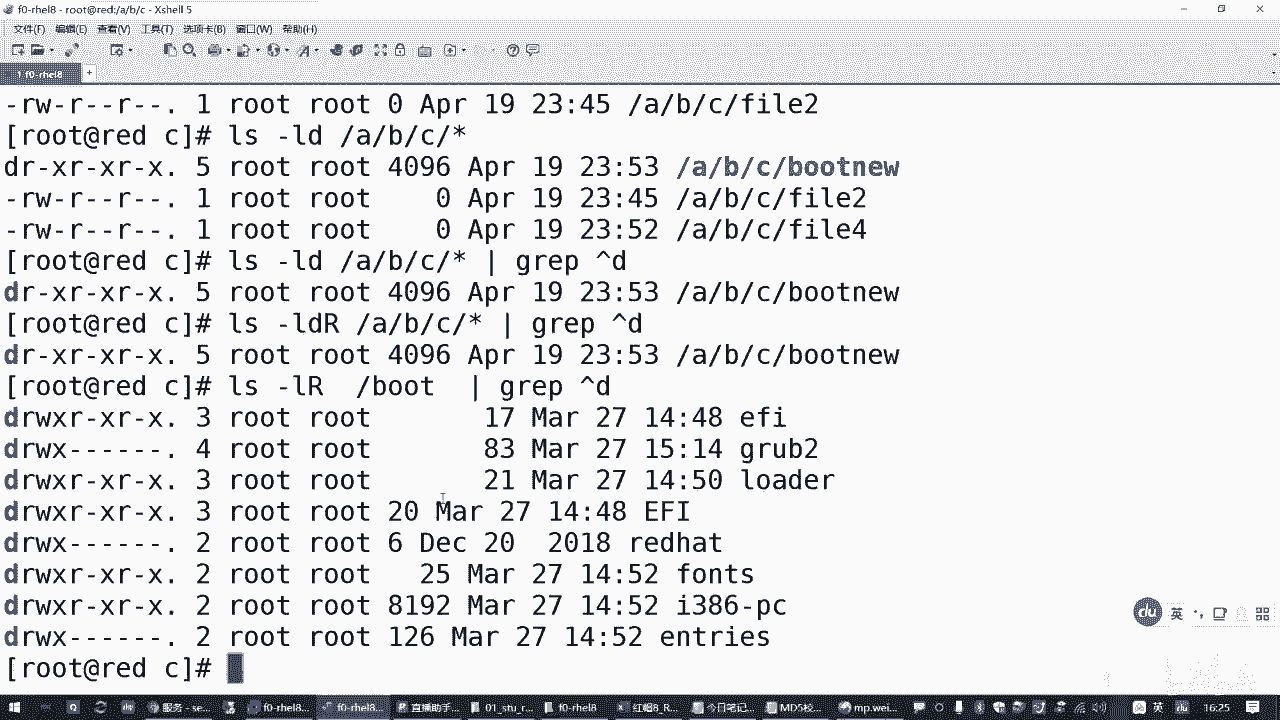 f0-rhel8 - root@red:/a/b/c - Xshell 5
文件(F) 编辑(E) 查看(V) 工具(T) 选项卡(B) 窗口(W) 帮助(H)
1 f0-rhel8 +
-rw-r--r--. 1 root root 0 Apr 19 23:45 /a/b/c/file2
[root@red c]# ls -ld /a/b/c/*
dr-xr-xr-x. 5 root root 4096 Apr 19 23:53 /a/b/c/bootnew
-rw-r--r--. 1 root root    0 Apr 19 23:45 /a/b/c/file2
-rw-r--r--. 1 root root    0 Apr 19 23:52 /a/b/c/file4
[root@red c]# ls -ld /a/b/c/* | grep ^d
dr-xr-xr-x. 5 root root 4096 Apr 19 23:53 /a/b/c/bootnew
[root@red c]# ls -ldR /a/b/c/* | grep ^d
dr-xr-xr-x. 5 root root 4096 Apr 19 23:53 /a/b/c/bootnew
[root@red c]# ls -lR  /boot  | grep ^d
drwxr-xr-x. 3 root root       17 Mar 27 14:48 efi
drwx------. 4 root root       83 Mar 27 15:14 grub2
drwxr-xr-x. 3 root root       21 Mar 27 14:50 loader
drwxr-xr-x. 3 root root 20 Mar 27 14:48 EFI
drwx------. 2 root root 6 Dec 20  2018 redhat
drwxr-xr-x. 2 root root   25 Mar 27 14:52 fonts
drwxr-xr-x. 2 root root 8192 Mar 27 14:52 i386-pc
drwx------. 2 root root 126 Mar 27 14:52 entries
[root@red c]#
du 英
服务 - se... f0-rhel8... f0-rhel8... 直播助手... 01_stu_r... f0-rhel8 红帽8_R... 今日笔记... MD5校... mp.wei... 英 du 16:25